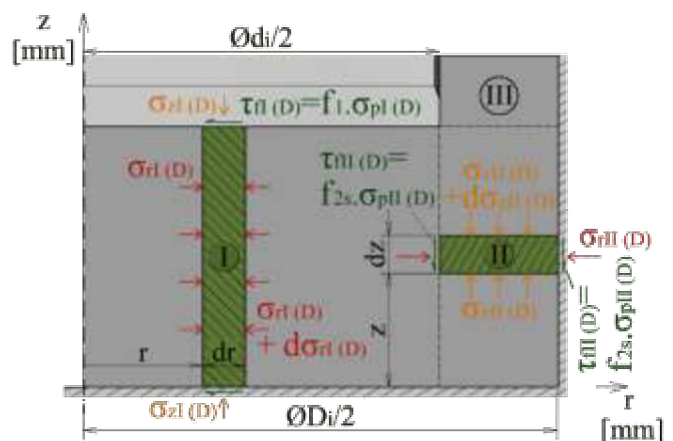 z
[mm]
Ødi/2
III
σzI (D)↓ τfI (D)=f1.σpI (D)
τfII (D)=
f2s.σpII (D)
σrI (D)
σzII (D)
+ dσzII (D)
I
II
dz
σrII (D)
σzII (D)
z
σrI (D)
+ dσrI (D)
τfII (D)=
f2s.σpII (D)
r
dr
σzI (D)↑
ØDi/2
r
[mm]